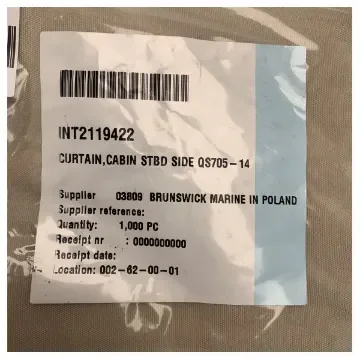 INT2119422
CURTAIN,CABIN STBD SIDE QS705-14
Supplier 03809 BRUNSWICK MARINE IN POLAND
Supplier reference:
Quantity: 1,000 PC
Receipt nr : 0000000000
Receipt date:
Location: 002-62-00-01